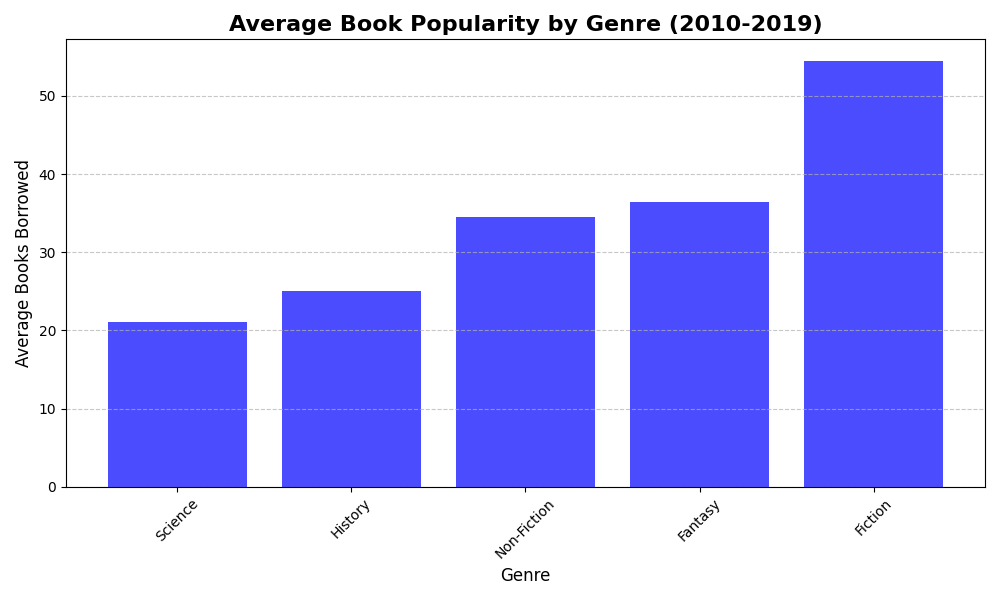 Average Book Popularity by Genre (2010-2019)
Average Books Borrowed
50
40
30
20
10
0
Science
History
Non-Fiction
Fantasy
Fiction
Genre